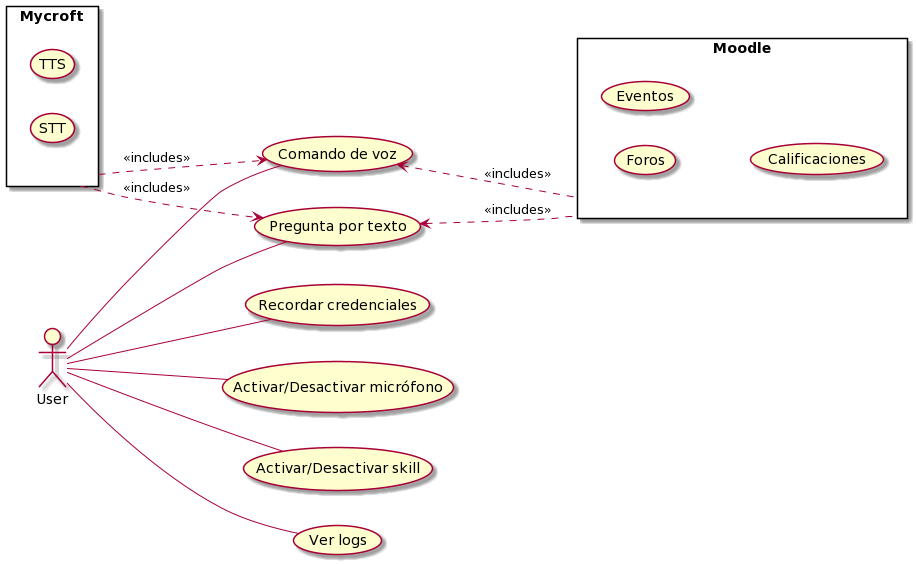 Mycroft
TTS
STT
Moodle
Eventos
Foros
Calificaciones
«includes»
«includes»
«includes»
«includes»
Comando de voz
Pregunta por texto
Recordar credenciales
Activar/Desactivar micrófono
Activar/Desactivar skill
Ver logs
User